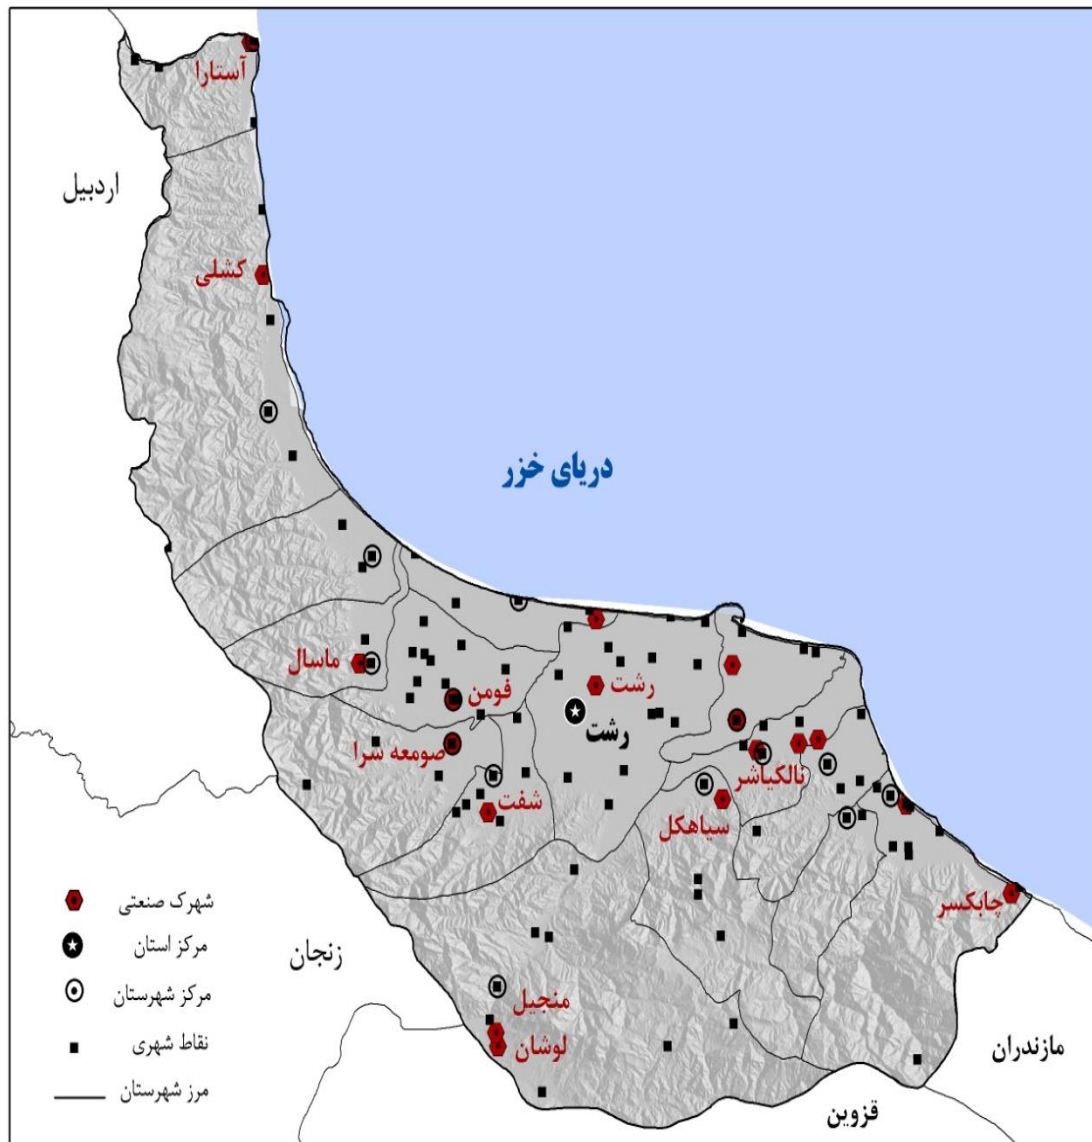 آستارا
اردبیل
کشلی
دریای خزر
ماسال
فومن
رشت
رشت
صومعه سرا
نالکیاشر
شفت
سیاهکل
چابکسر
شهرک صنعتی
مرکز استان
زنجان
منجیل
مرکز شهرستان
لوشان
نقاط شهری
مازندران
مرز شهرستان
قزوین